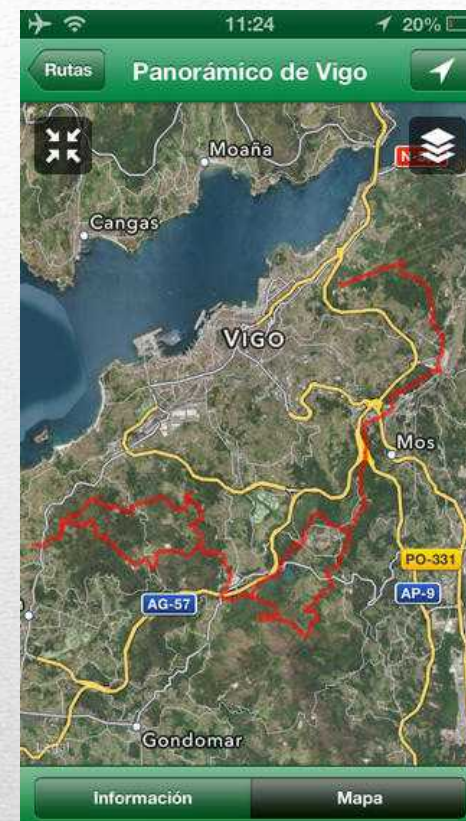 11:24
20%
Rutas
Panorámico de Vigo
Moaña
Cangas
VIGO
Mos
PO-331
AP-9
AG-57
Gondomar
Legal
Información
Mapa